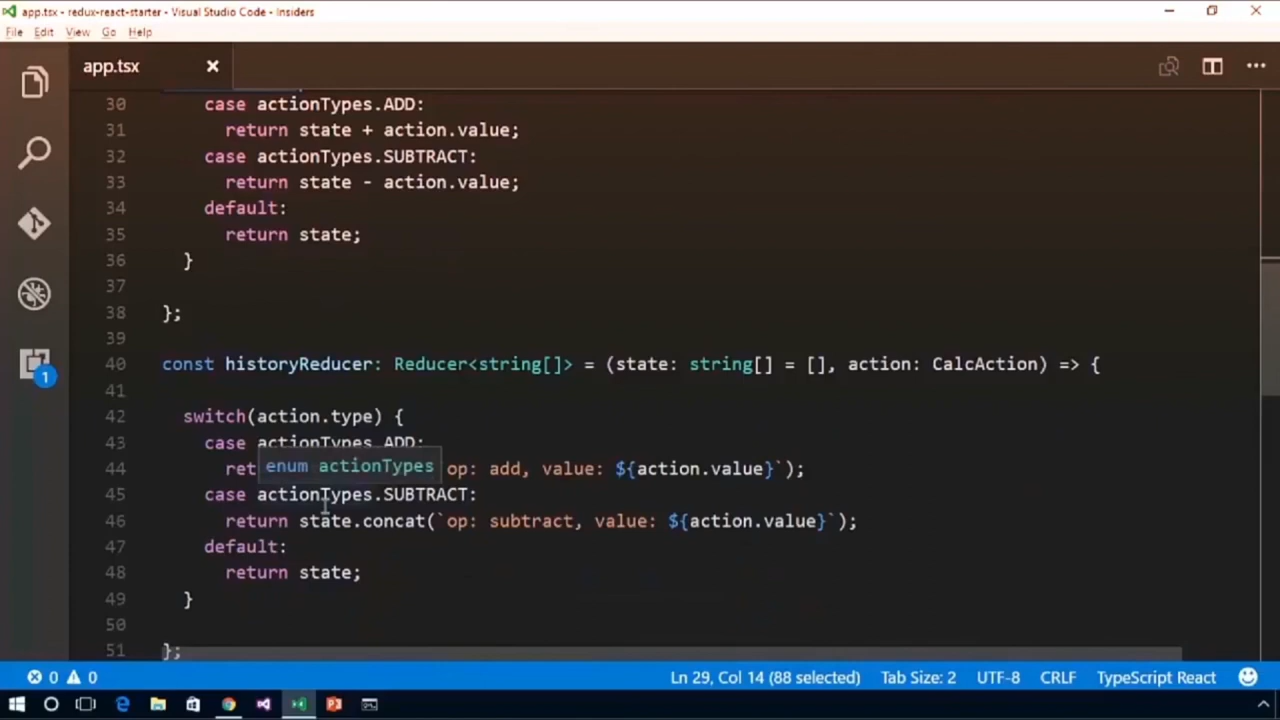 app.tsx - redux-react-starter - Visual Studio Code - Insiders
File Edit View Go Help
app.tsx
30 case actionTypes.ADD:
31 return state + action.value;
32 case actionTypes.SUBTRACT:
33 return state - action.value;
34 default:
35 return state;
36 }
37
38 };
39
40 const historyReducer: Reducer<string[]> = (state: string[] = [], action: CalcAction) => {
41
42 switch(action.type) {
43 case actionTypes.ADD:
enum actionTypes
44 ret op: add, value: ${action.value}`);
45 case actionTypes.SUBTRACT:
46 return state.concat(`op: subtract, value: ${action.value}`);
47 default:
48 return state;
49 }
50
51 };
1
0 0 Ln 29, Col 14 (88 selected) Tab Size: 2 UTF-8 CRLF TypeScript React